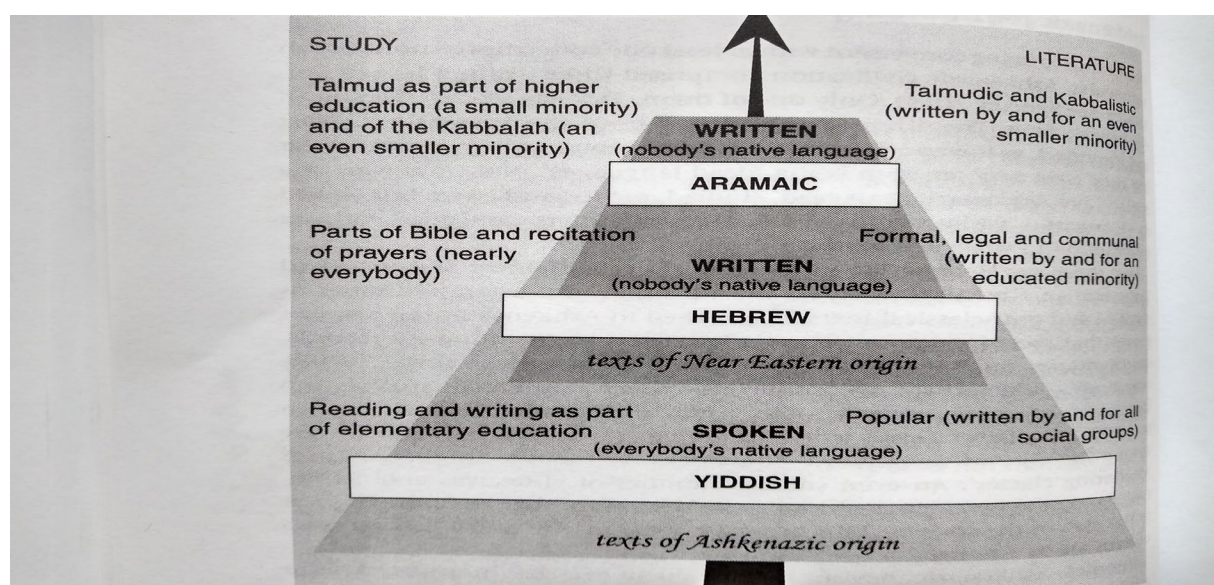 STUDY
LITERATURE
Talmud as part of higher
education (a small minority)
and of the Kabbalah (an
even smaller minority)
WRITTEN
(nobody's native language)
ARAMAIC
Talmudic and Kabbalistic
(written by and for an even
smaller minority)
Parts of Bible and recitation
of prayers (nearly
everybody)
WRITTEN
(nobody's native language)
HEBREW
texts of Near Eastern origin
Formal, legal and communal
(written by and for an
educated minority)
Reading and writing as part
of elementary education
SPOKEN
(everybody's native language)
YIDDISH
texts of Ashkenazic origin
Popular (written by and for all
social groups)